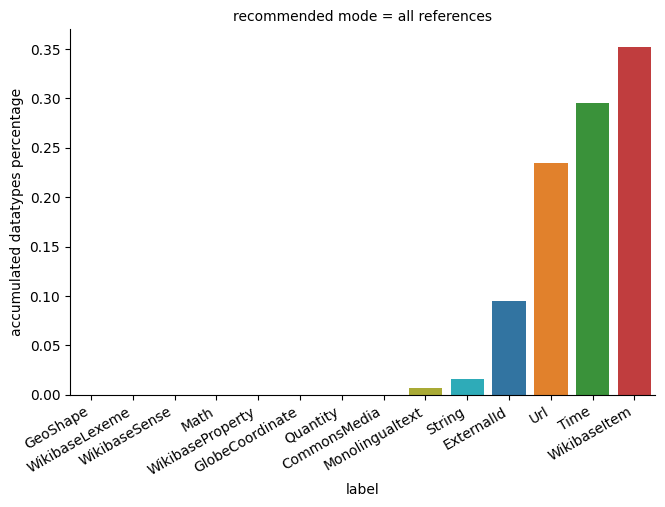 recommended mode = all references
accumulated datatypes percentage
0.35
0.30
0.25
0.20
0.15
0.10
0.05
0.00
GeoShape
WikibaseLexeme
WikibaseSense
Math
WikibaseProperty
GlobeCoordinate
Quantity
CommonsMedia
Monolingualtext
String
ExternalId
Url
Time
WikibaseItem
label